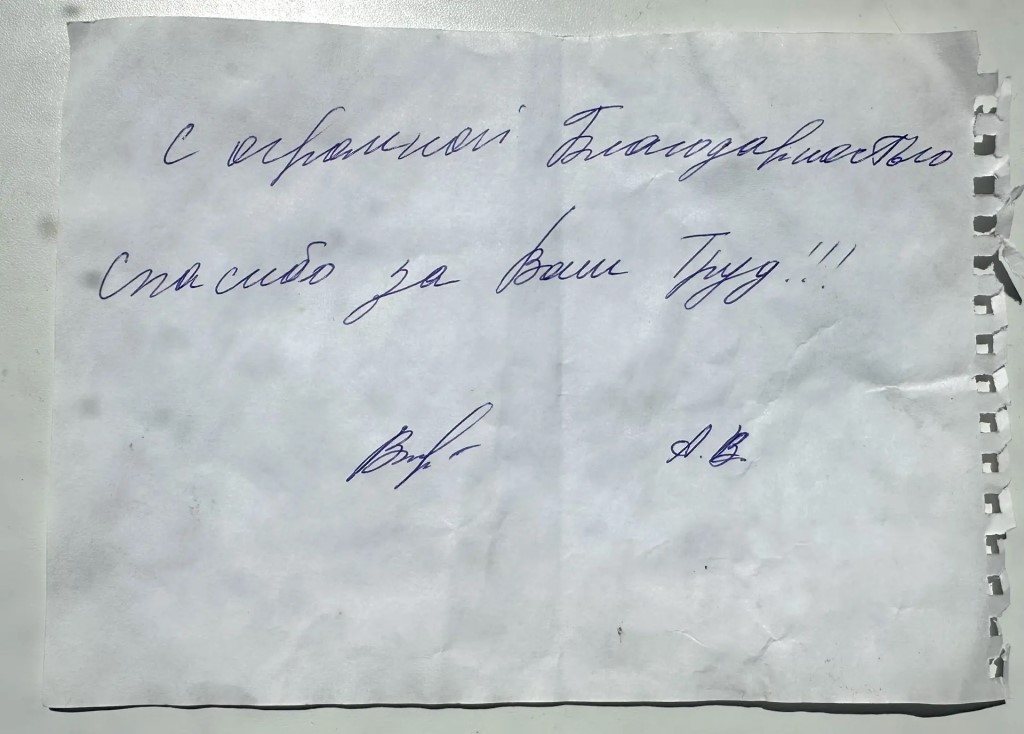 С огромной Благодарностью
Спасибо за Ваш Труд!!!
А. В.